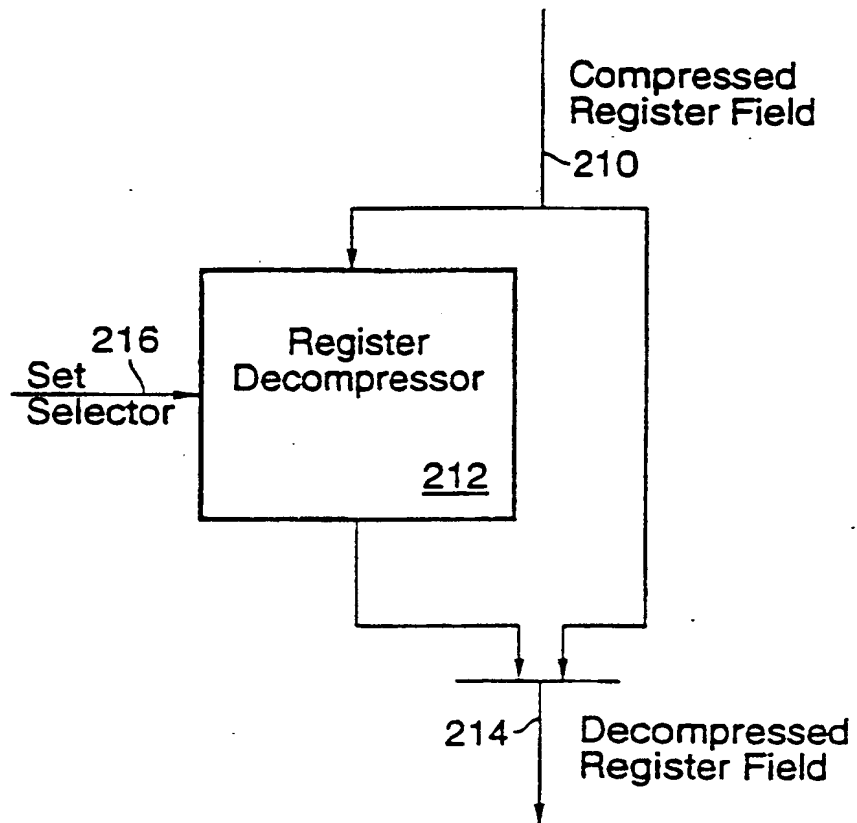 Compressed
Register Field
210
216
Set
Selector
Register
Decompressor
212
214
Decompressed
Register Field